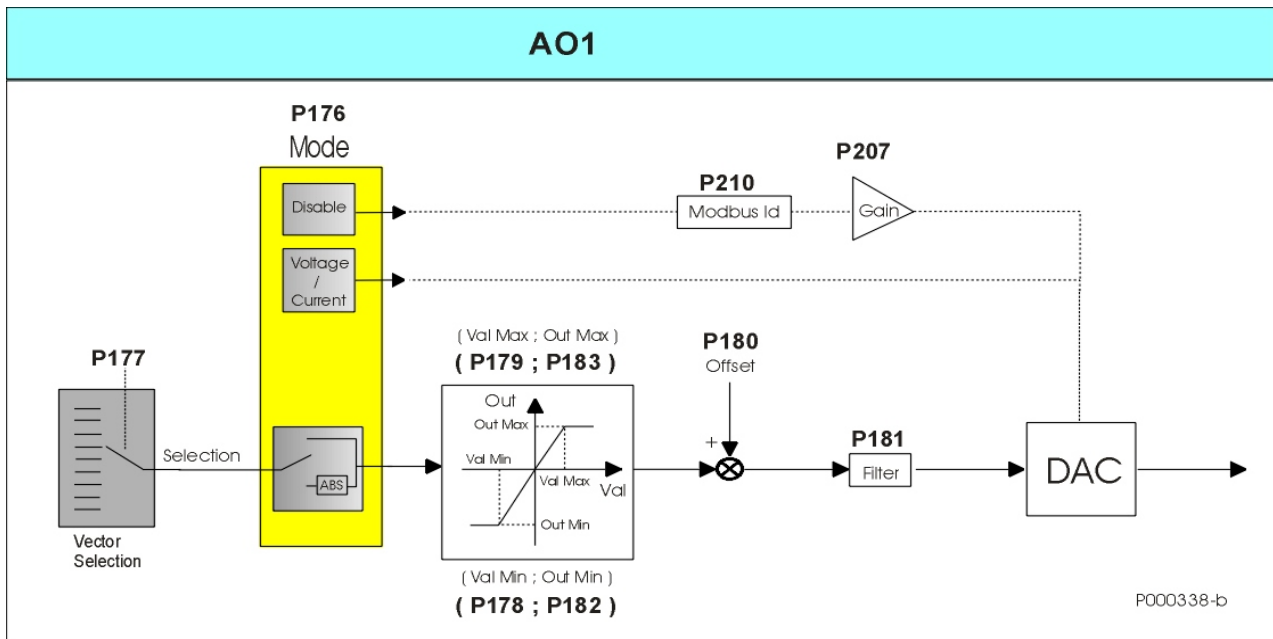 AO1
P176
Mode
Disable
Voltage
/
Current
ABS
P210
Modbus Id
P207
Gain
P177
Selection
Vector
Selection
( Val Max ; Out Max )
( P179 ; P183 )
Out
Out Max
Val Min
Val Max
Val
Out Min
( Val Min ; Out Min )
( P178 ; P182 )
P180
Offset
+
P181
Filter
DAC
P000338-b